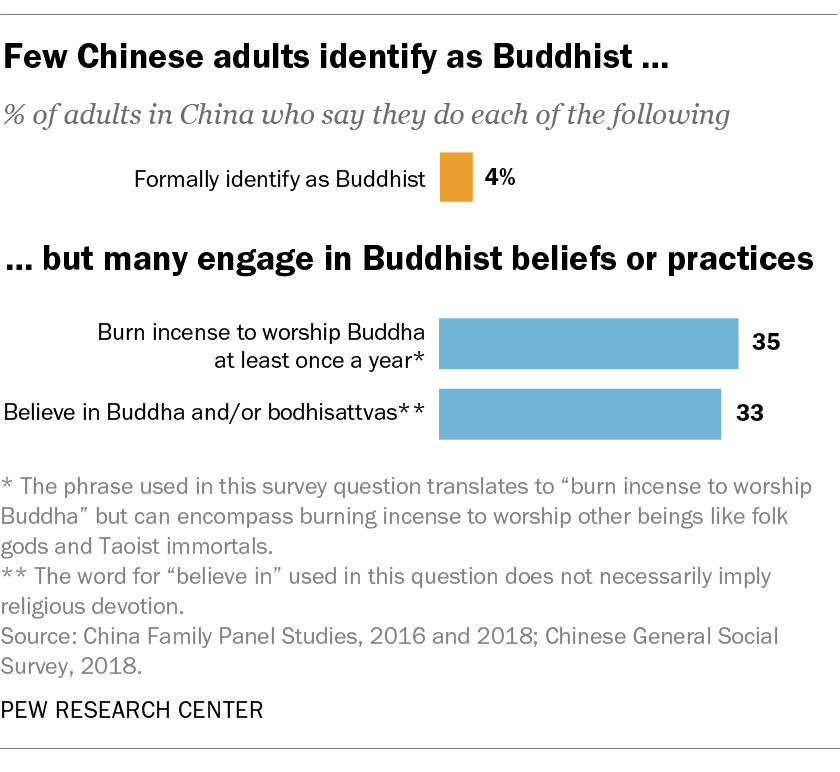 Few Chinese adults identify as Buddhist ...
% of adults in China who say they do each of the following
Formally identify as Buddhist 4%
... but many engage in Buddhist beliefs or practices
Burn incense to worship Buddha
at least once a year* 35
Believe in Buddha and/or bodhisattvas** 33
* The phrase used in this survey question translates to “burn incense to worship
Buddha” but can encompass burning incense to worship other beings like folk
gods and Taoist immortals.
** The word for “believe in” used in this question does not necessarily imply
religious devotion.
Source: China Family Panel Studies, 2016 and 2018; Chinese General Social
Survey, 2018.
PEW RESEARCH CENTER